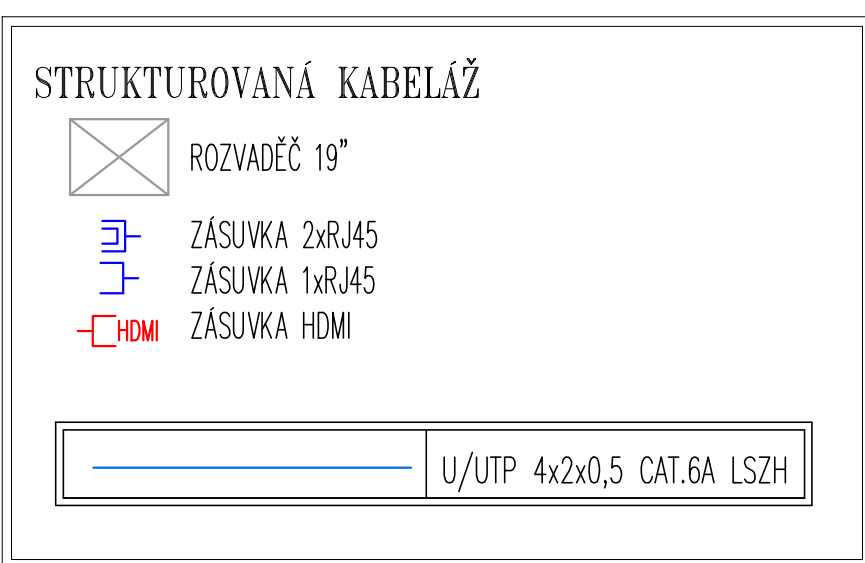 STRUKTUROVANÁ KABELÁŽ
ROZVADĚČ 19”
ZÁSUVKA 2xRJ45
ZÁSUVKA 1xRJ45
HDMI ZÁSUVKA HDMI
U/UTP 4x2x0,5 CAT.6A LSZH